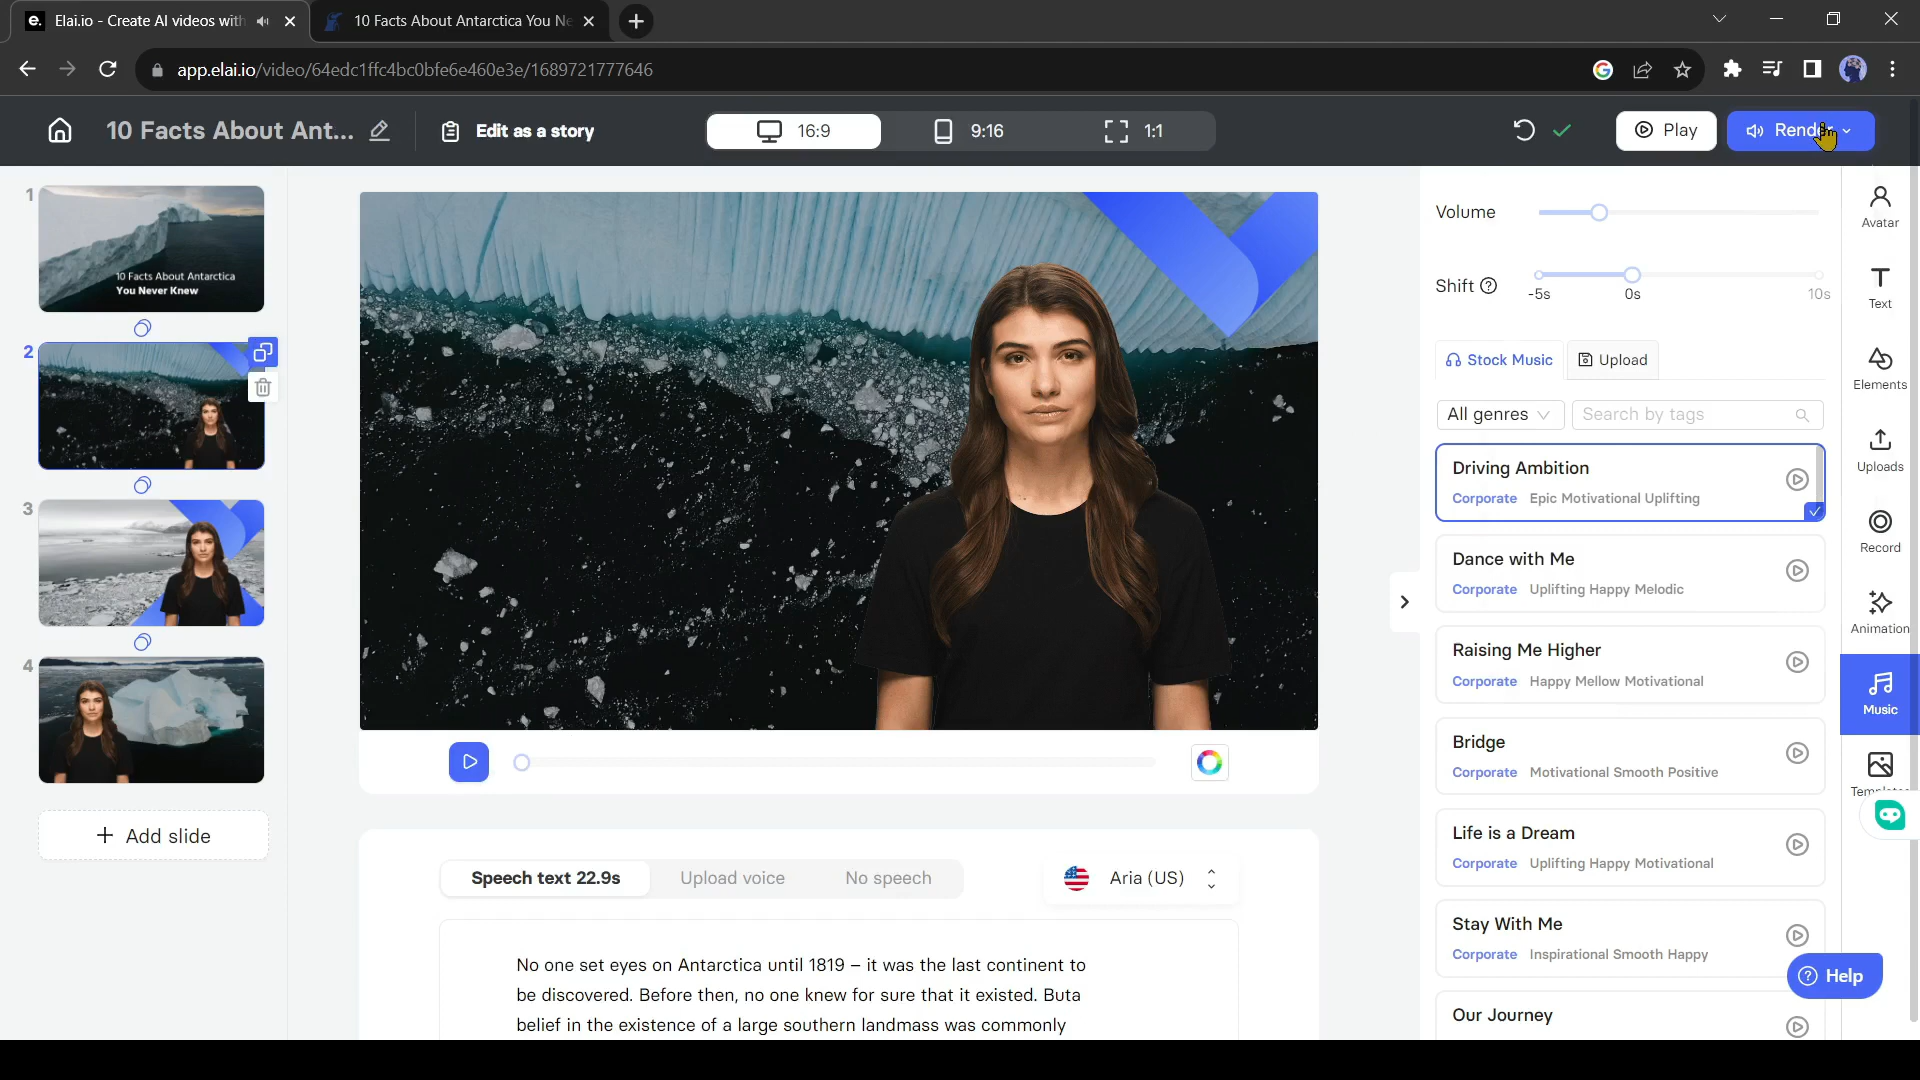 Elai.io - Create AI videos with
10 Facts About Antarctica You Ne
app.elai.io/video/64edc1ffc4bc0bfe6e460e3e/1689721777646
10 Facts About Ant...
Edit as a story
16:9
9:16
1:1
Play
Render
1
10 Facts About Antarctica
You Never Knew
2
3
4
Add slide
Speech text 22.9s
Upload voice
No speech
Aria (US)
No one set eyes on Antarctica until 1819 – it was the last continent to
be discovered. Before then, no one knew for sure that it existed. Buta
belief in the existence of a large southern landmass was commonly
Volume
Shift
-5s
0s
10s
Stock Music
Upload
All genres
Search by tags
Driving Ambition
Corporate Epic Motivational Uplifting
Dance with Me
Corporate Uplifting Happy Melodic
Raising Me Higher
Corporate Happy Mellow Motivational
Bridge
Corporate Motivational Smooth Positive
Life is a Dream
Corporate Uplifting Happy Motivational
Stay With Me
Corporate Inspirational Smooth Happy
Our Journey
Avatar
Text
Elements
Uploads
Record
Animation
Music
Templates
Help